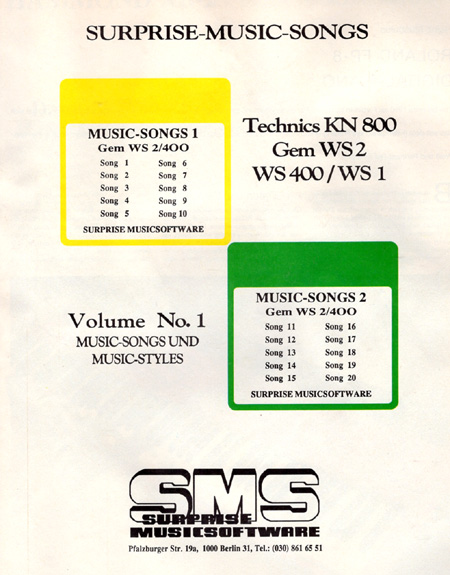 SURPRISE-MUSIC-SONGS
MUSIC-SONGS 1
Gem WS 2/400
Song 1 Song 6
Song 2 Song 7
Song 3 Song 8
Song 4 Song 9
Song 5 Song 10
SURPRISE MUSICSOFTWARE
Technics KN 800
Gem WS 2
WS 400 / WS 1
Volume No. 1
MUSIC-SONGS UND
MUSIC-STYLES
MUSIC-SONGS 2
Gem WS 2/400
Song 11 Song 16
Song 12 Song 17
Song 13 Song 18
Song 14 Song 19
Song 15 Song 20
SURPRISE MUSICSOFTWARE
SMS
SURPRISE
MUSICSOFTWARE
Pfalzburger Str. 19a, 1000 Berlin 31, Tel.: (030) 861 65 51